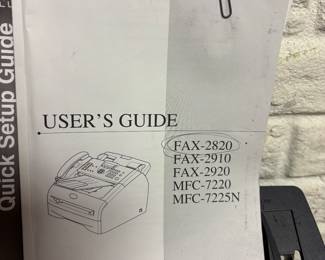 Quick Setup Guide
USER'S GUIDE
FAX-2820
FAX-2910
FAX-2920
MFC-7220
MFC-7225N